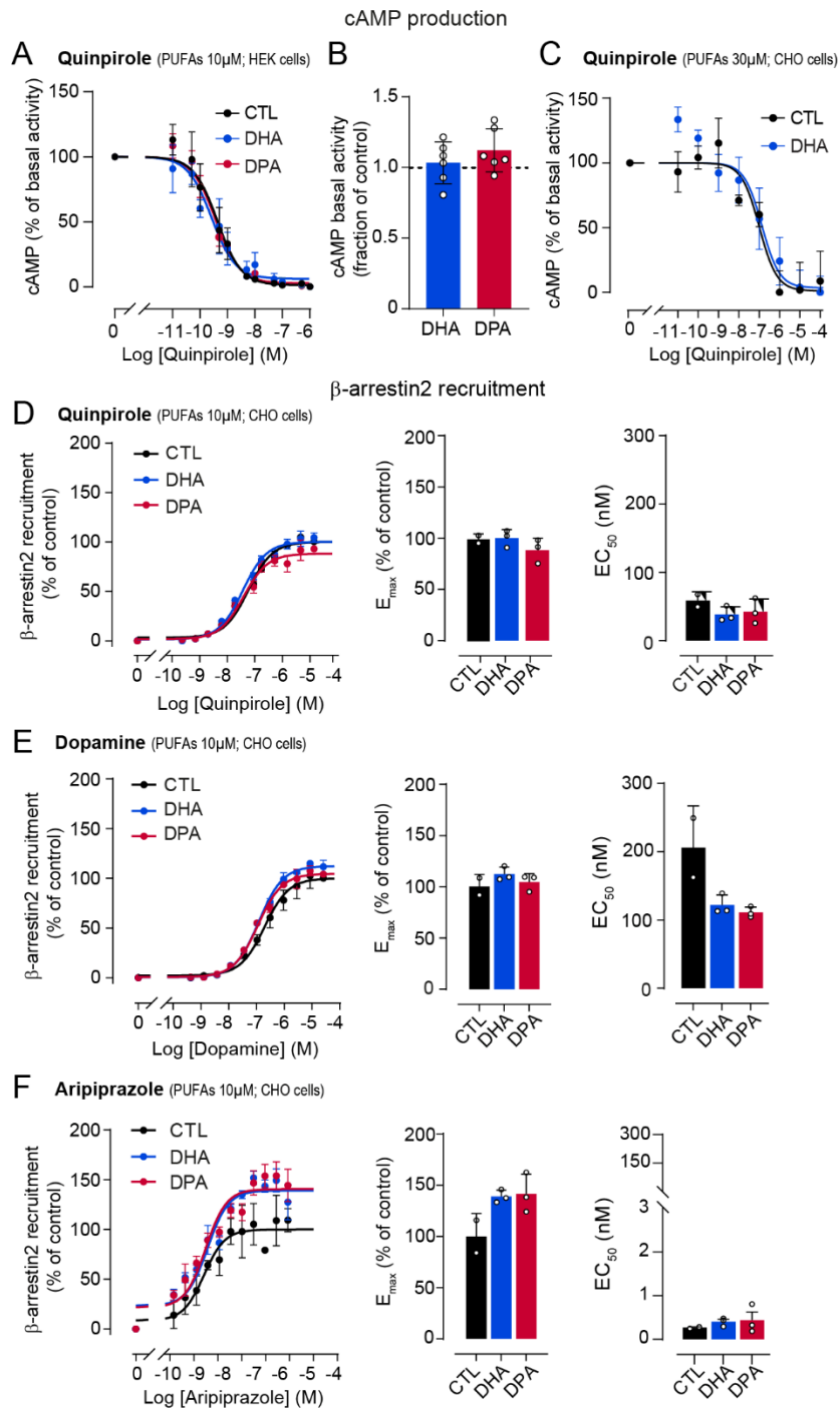 cAMP production
A Quinpirole (PUFAs 10µM; HEK cells)
cAMP (% of basal activity)
150
100
50
0
CTL
DHA
DPA
0 -11 -10 -9 -8 -7 -6
Log [Quinpirole] (M)
B
cAMP basal activity
(fraction of control)
1.5
1.0
0.5
0
DHA DPA
C Quinpirole (PUFAs 30µM; CHO cells)
cAMP (% of basal activity)
150
100
50
0
CTL
DHA
0 -11 -10 -9 -8 -7 -6 -5 -4
Log [Quinpirole] (M)
β-arrestin2 recruitment
D Quinpirole (PUFAs 10µM; CHO cells)
β-arrestin2 recruitment
(% of control)
200
150
100
50
0
CTL
DHA
DPA
0 -10 -9 -8 -7 -6 -5 -4
Log [Quinpirole] (M)
Emax (% of control)
200
150
100
50
0
CTL DHA DPA
EC50 (nM)
300
200
100
0
CTL DHA DPA
E Dopamine (PUFAs 10µM; CHO cells)
β-arrestin2 recruitment
(% of control)
200
150
100
50
0
CTL
DHA
DPA
0 -10 -9 -8 -7 -6 -5 -4
Log [Dopamine] (M)
Emax (% of control)
200
150
100
50
0
CTL DHA DPA
EC50 (nM)
300
200
100
0
CTL DHA DPA
F Aripiprazole (PUFAs 10µM; CHO cells)
β-arrestin2 recruitment
(% of control)
200
150
100
50
0
CTL
DHA
DPA
0 -10 -9 -8 -7 -6 -5 -4
Log [Aripiprazole] (M)
Emax (% of control)
200
150
100
50
0
CTL DHA DPA
EC50 (nM)
300
150
3
2
1
0
CTL DHA DPA